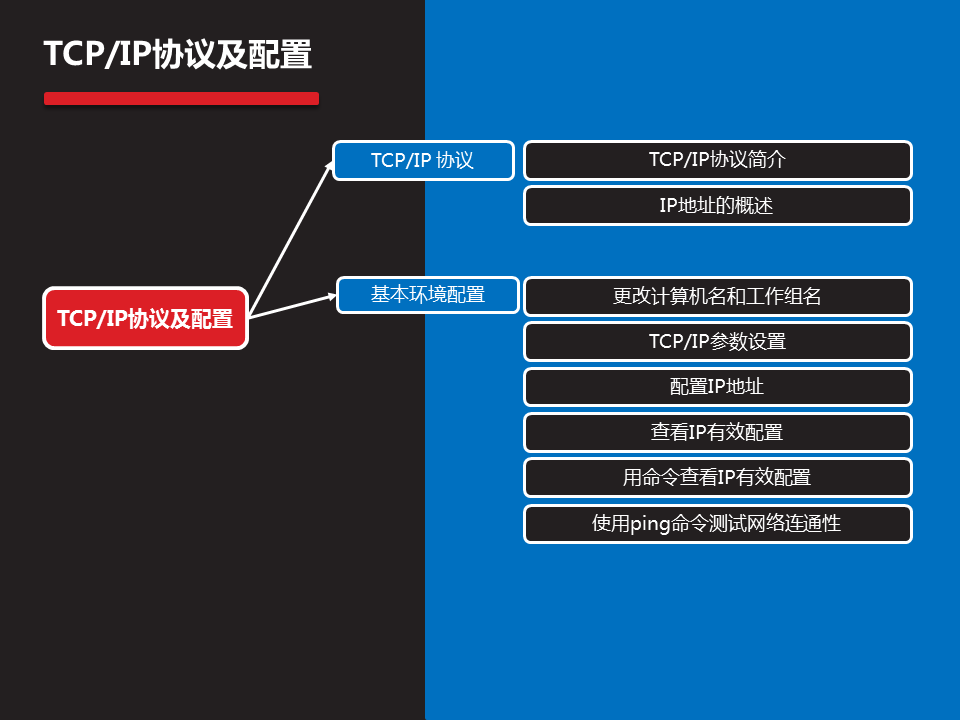 TCP/IP协议及配置
TCP/IP 协议
TCP/IP协议简介
IP地址的概述
TCP/IP协议及配置
基本环境配置
更改计算机名和工作组名
TCP/IP参数设置
配置IP地址
查看IP有效配置
用命令查看IP有效配置
使用ping命令测试网络连通性